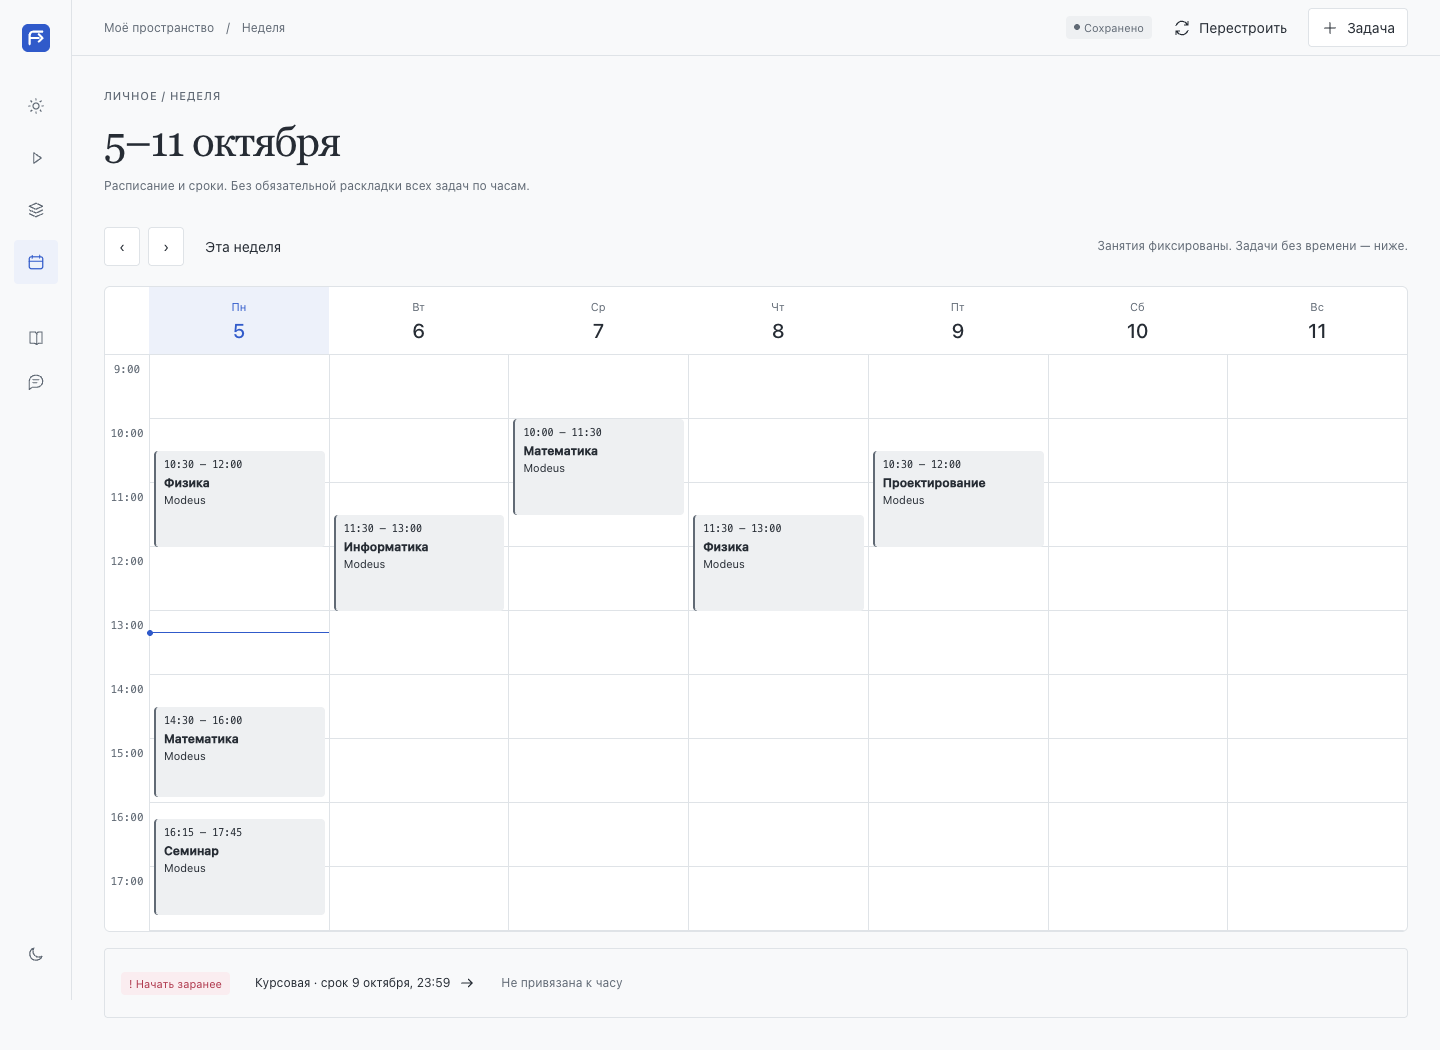 Моё пространство / Неделя
Сохранено
Перестроить
Задача
ЛИЧНОЕ / НЕДЕЛЯ
5–11 октября
Расписание и сроки. Без обязательной раскладки всех задач по часам.
‹ › Эта неделя
Занятия фиксированы. Задачи без времени — ниже.
Пн Вт Ср Чт Пт Сб Вс
5 6 7 8 9 10 11
9:00
10:00
11:00
12:00
13:00
14:00
15:00
16:00
17:00
10:30 – 12:00
Физика
Modeus
14:30 – 16:00
Математика
Modeus
16:15 – 17:45
Семинар
Modeus
11:30 – 13:00
Информатика
Modeus
10:00 – 11:30
Математика
Modeus
11:30 – 13:00
Физика
Modeus
10:30 – 12:00
Проектирование
Modeus
! Начать заранее
Курсовая · срок 9 октября, 23:59 →
Не привязана к часу